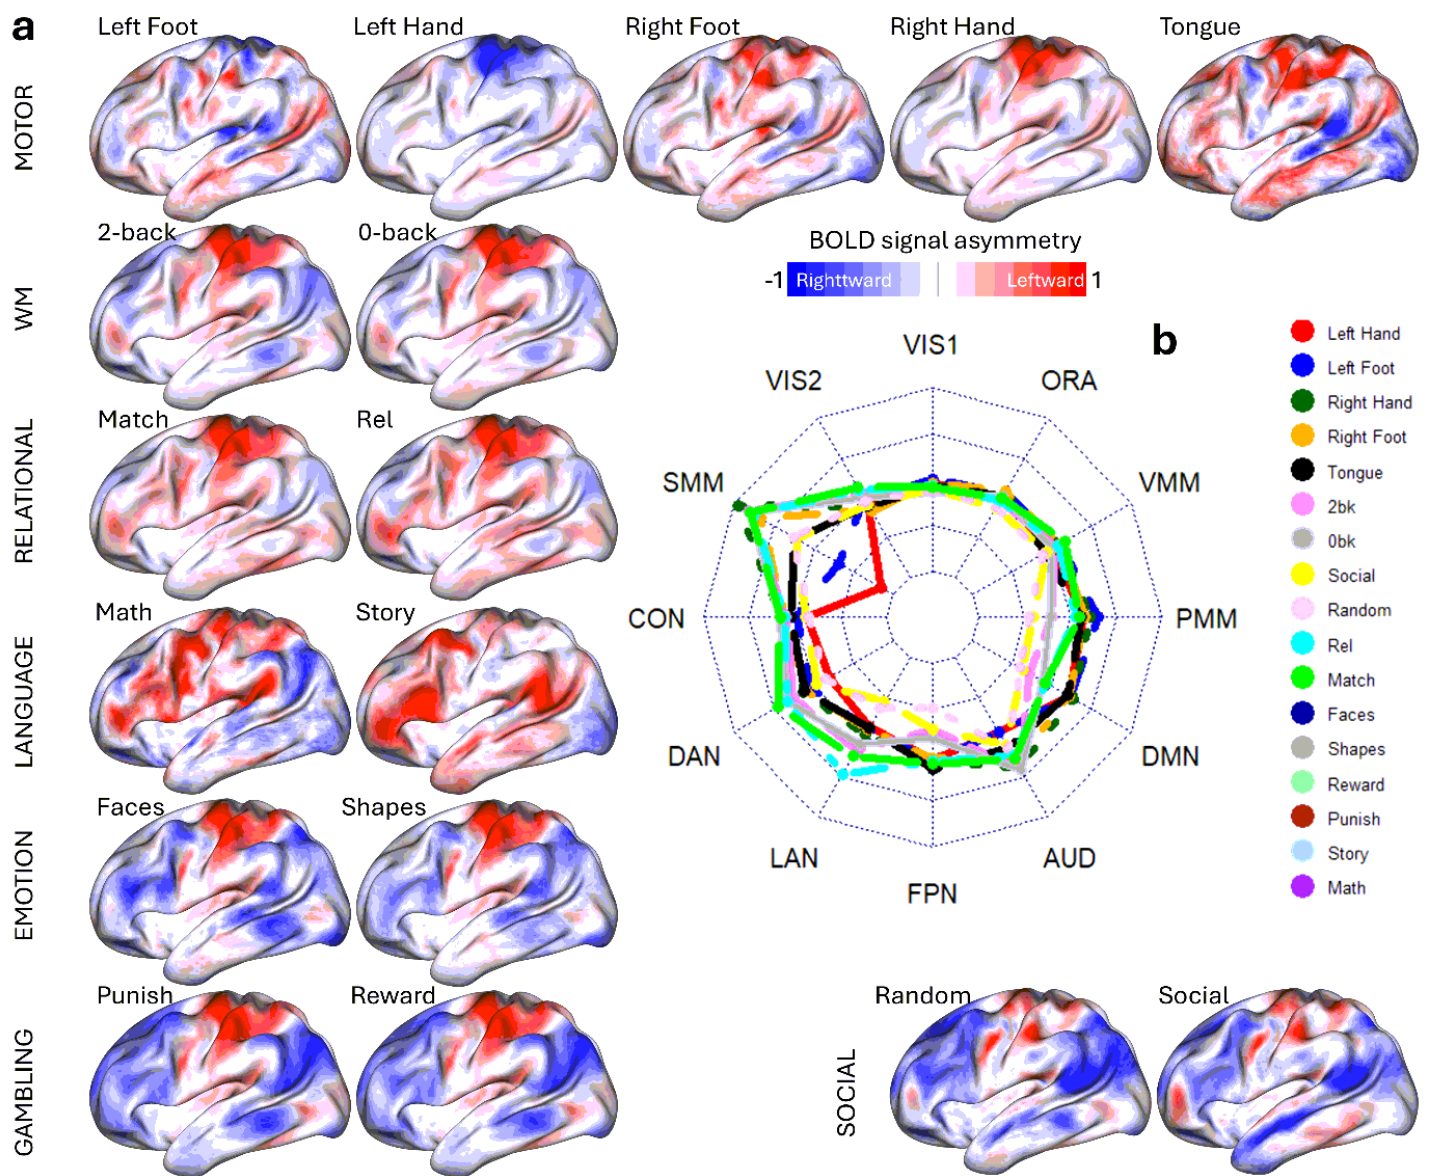 a
Left Foot
Left Hand
Right Foot
Right Hand
Tongue
MOTOR
2-back
0-back
WM
BOLD signal asymmetry
-1 Righttward Leftward 1
Match
Rel
RELATIONAL
Math
Story
LANGUAGE
Faces
Shapes
EMOTION
Punish
Reward
GAMBLING
b
VIS1
ORA
VMM
PMM
DMN
AUD
FPN
LAN
DAN
CON
SMM
VIS2
Left Hand
Left Foot
Right Hand
Right Foot
Tongue
2bk
0bk
Social
Random
Rel
Match
Faces
Shapes
Reward
Punish
Story
Math
Random
Social
SOCIAL